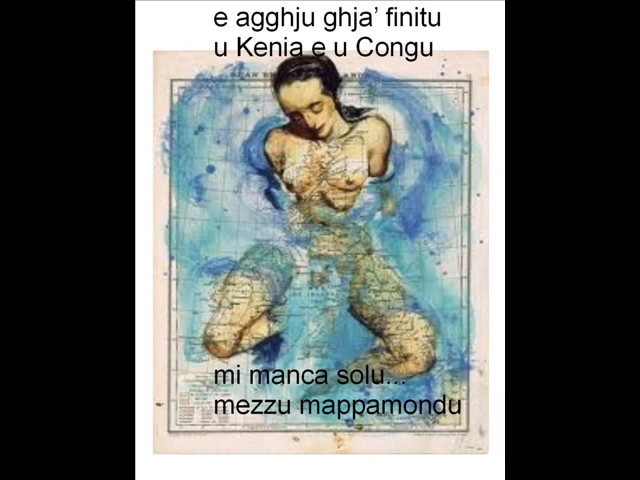 e agghju ghja' finitu
u Kenia e u Congu
mi manca solu...
mezzu mappamondu